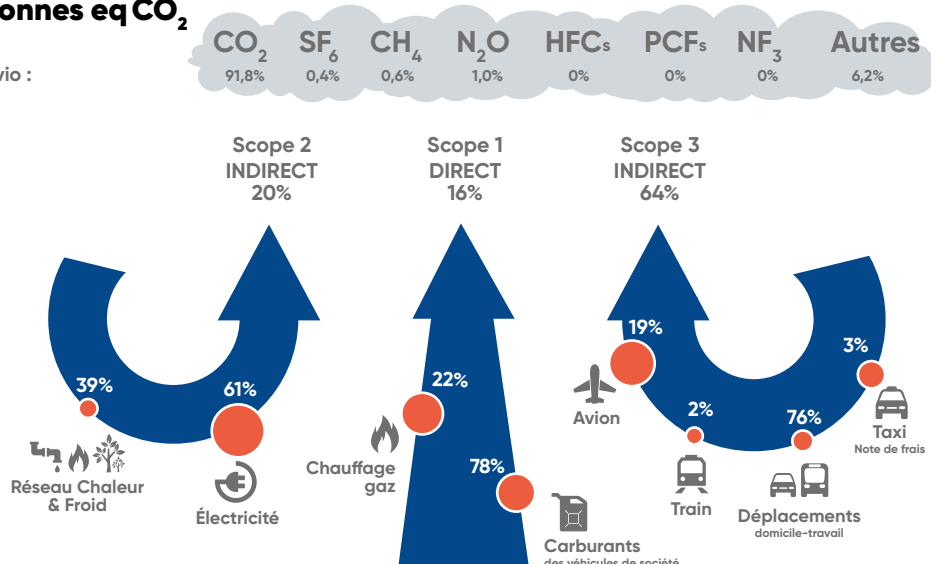 onnes eq CO2
vio :
CO2 SF6 CH4 N2O HFCs PCFs NF3 Autres
91,8% 0,4% 0,6% 1,0% 0% 0% 0% 6,2%
Scope 2
INDIRECT
20%
Scope 1
DIRECT
16%
Scope 3
INDIRECT
64%
39%
61%
Réseau Chaleur
& Froid
Électricité
22%
78%
Chauffage
gaz
Carburants
des véhicules de société
19%
2%
76%
3%
Avion
Train
Déplacements
domicile-travail
Taxi
Note de frais